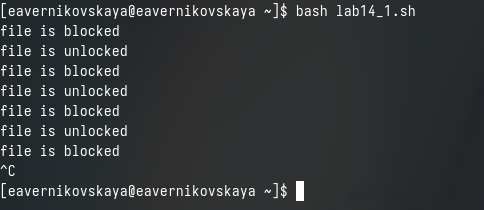 [eavernikovskaya@eavernikovskaya ~]$ bash lab14_1.sh
file is blocked
file is unlocked
file is blocked
file is unlocked
file is blocked
file is unlocked
file is blocked
^C
[eavernikovskaya@eavernikovskaya ~]$